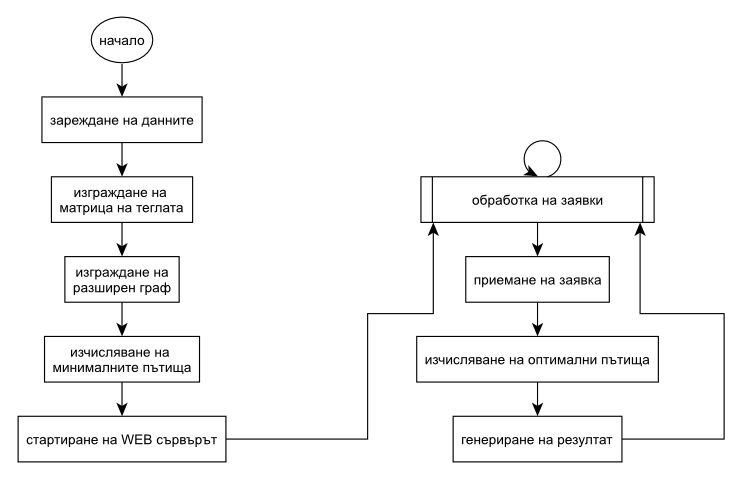 начало
зареждане на данните
изграждане на
матрица на теглата
изграждане на
разширен граф
изчисляване на
минималните пътища
стартиране на WEB сървърът
обработка на заявки
приемане на заявка
изчисляване на оптимални пътища
генериране на резултат